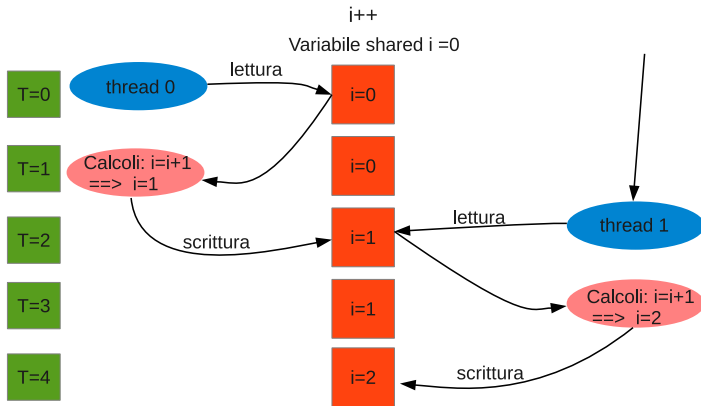 i++
Variabile shared i =0
T=0
thread 0
lettura
i=0
T=1
Calcoli: i=i+1
==> i=1
i=0
T=2
scrittura
i=1
lettura
thread 1
T=3
i=1
Calcoli: i=i+1
==> i=2
T=4
i=2
scrittura